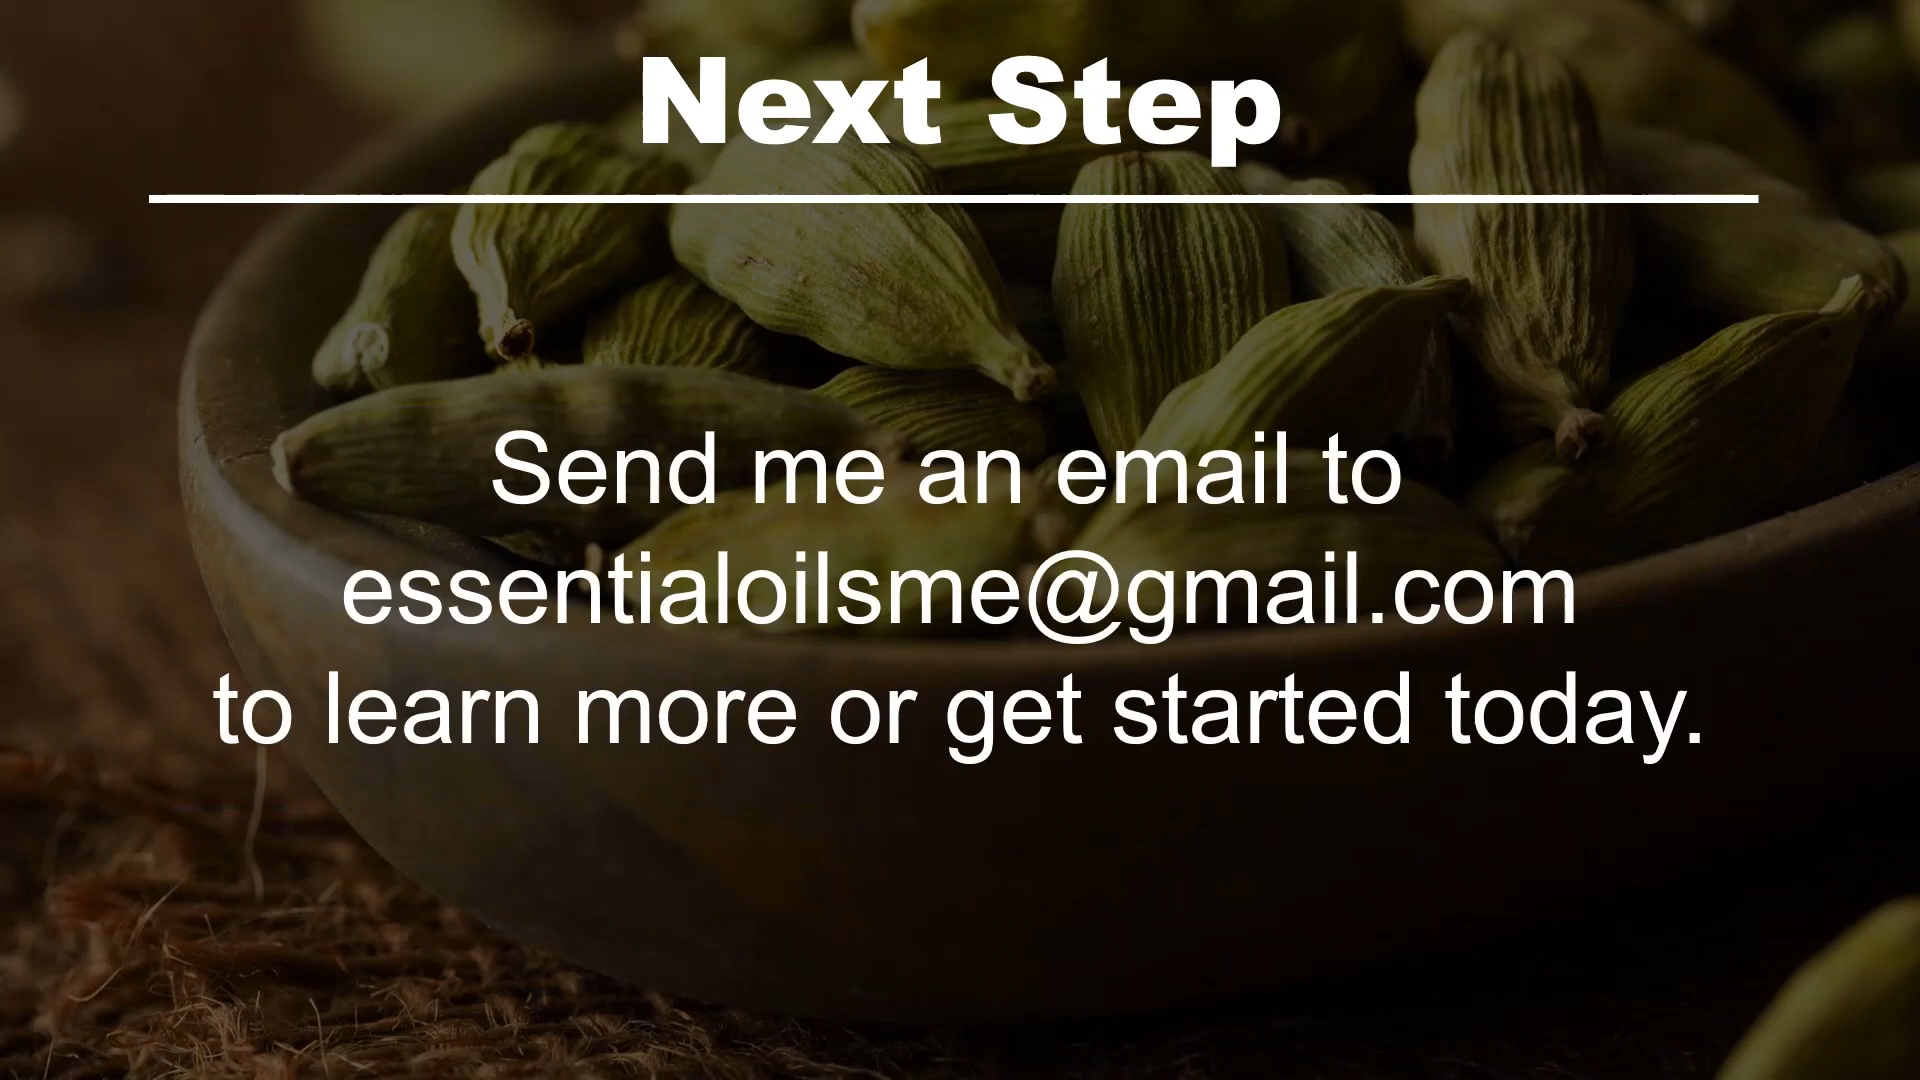 Next Step
Send me an email to
essentialoilsme@gmail.com
to learn more or get started today.